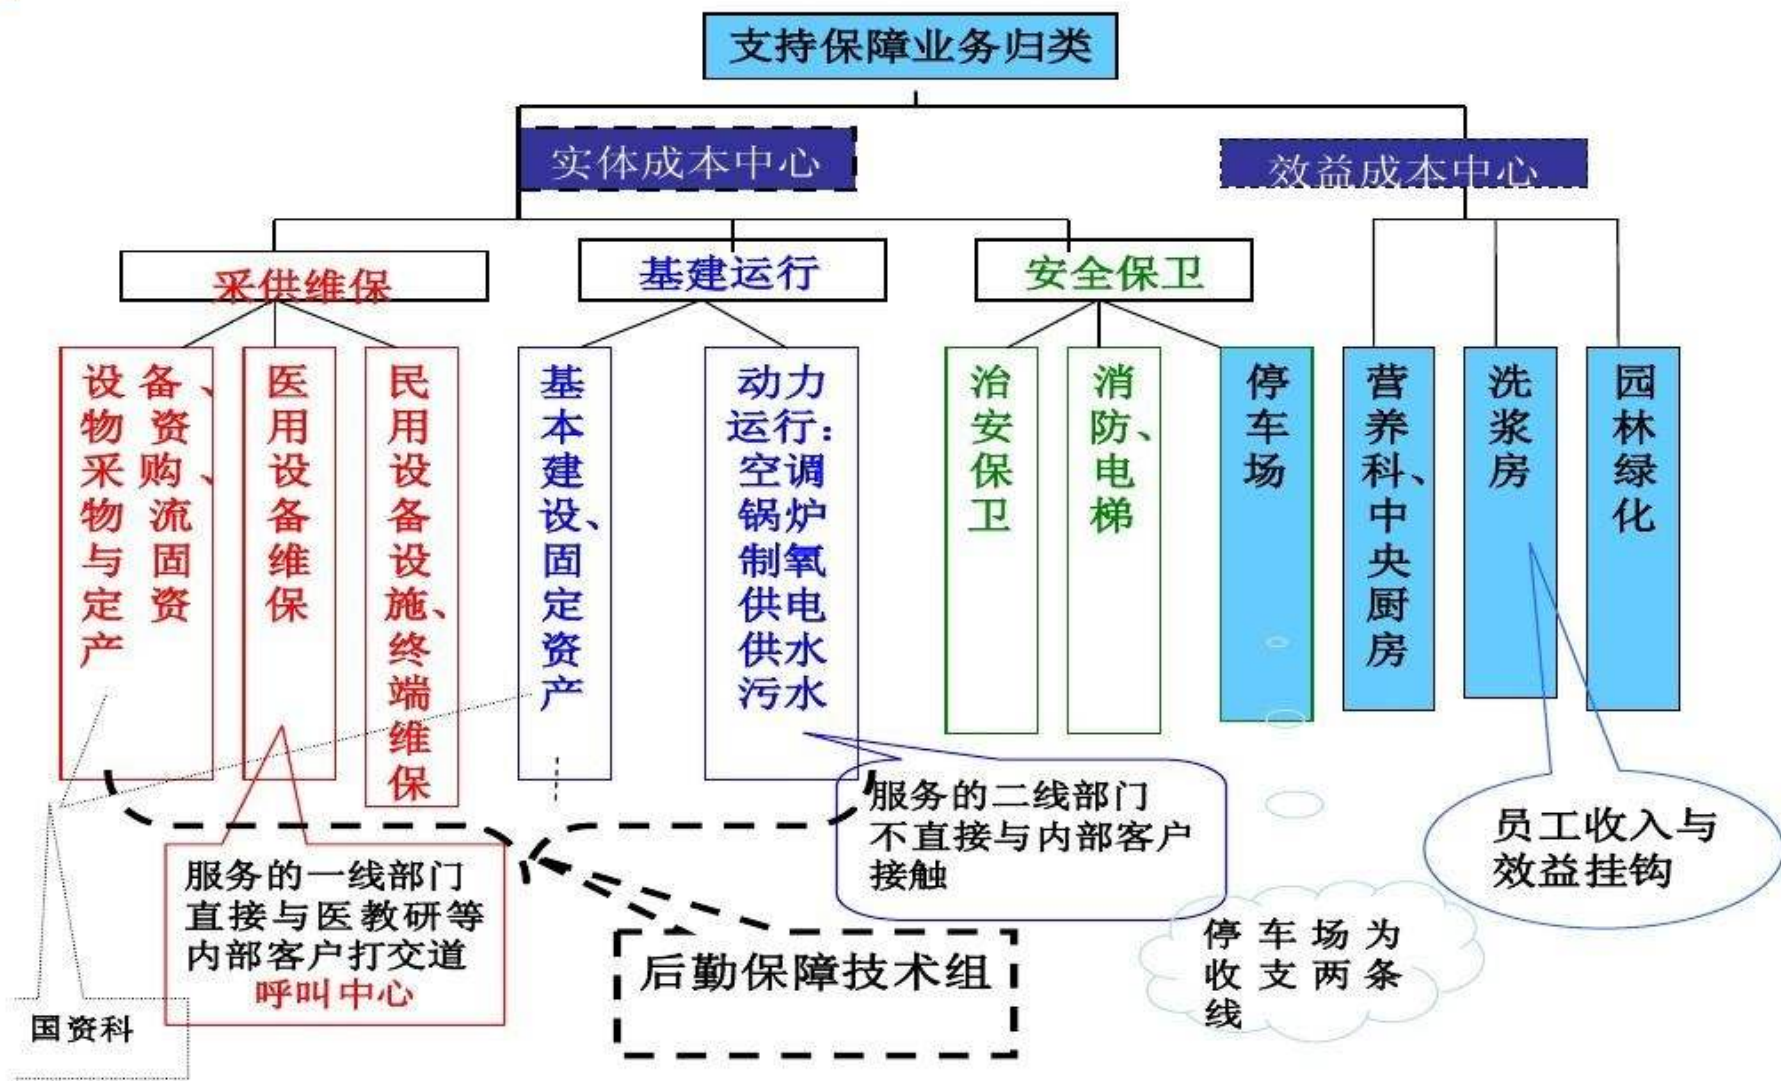 支持保障业务归类
实体成本中心
效益成本中心
采供维保
基建运行
安全保卫
设备、
物资
采购、
物流
与固
定资
产
医
用
设
备
维
保
民
用
设
备
设
施、
终
端
维
保
基
本
建
设、
固
定
资
产
动力
运行：
空调
锅炉
制氧
供电
供水
污水
治
安
保
卫
消
防、
电
梯
停
车
场
营
养
科、
中
央
厨
房
洗
浆
房
园
林
绿
化
服务的一线部门
直接与医教研等
内部客户打交道
呼叫中心
服务的二线部门
不直接与内部客户
接触
员工收入与
效益挂钩
停车场为
收支两条
线
后勤保障技术组
国资科